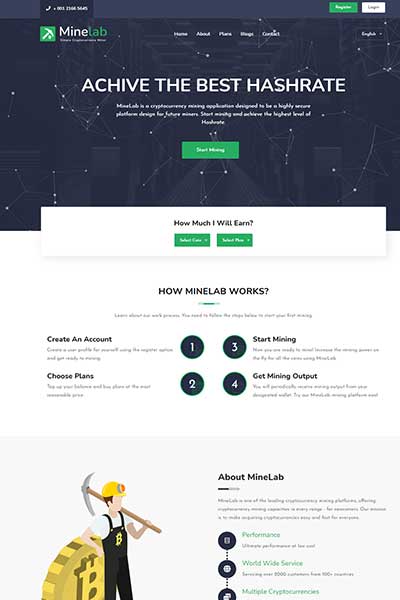 + 001 2366 5645
Register
Login
Minelab
Simple Cryptocurrency Miner
Home
About
Plans
Blogs
Contact
English
ACHIVE THE BEST HASHRATE
MineLab is a cryptocurrency mining application designed to be a highly secure
platform design for future miners. Start mining and achieve the highest level of
Hashrate.
Start Mining
How Much I Will Earn?
Select Coin
Select Plan
HOW MINELAB WORKS?
Learn about our work process. You need to follow the steps below to start your first mining.
Create An Account
Create a user profile for yourself using the register option
and get ready to mining.
1
3
Start Mining
Now you are ready to mine! Increase the mining power on
the fly for all the coins using MineLab
Choose Plans
Top up your balance and buy plans at the most
reasonable price.
2
4
Get Mining Output
You will periodically receive mining output from your
designated wallet. Try our MineLab mining platform now!
About MineLab
MineLab is one of the leading cryptocurrency mining platforms, offering
cryptocurrency mining capacities in every range - for newcomers. Our mission
is to make acquiring cryptocurrencies easy and fast for everyone.
Performance
Ultimate performance at low cost
World Wide Service
Servicing over 2000 customers from 100+ countries
Multiple Cryptocurrencies